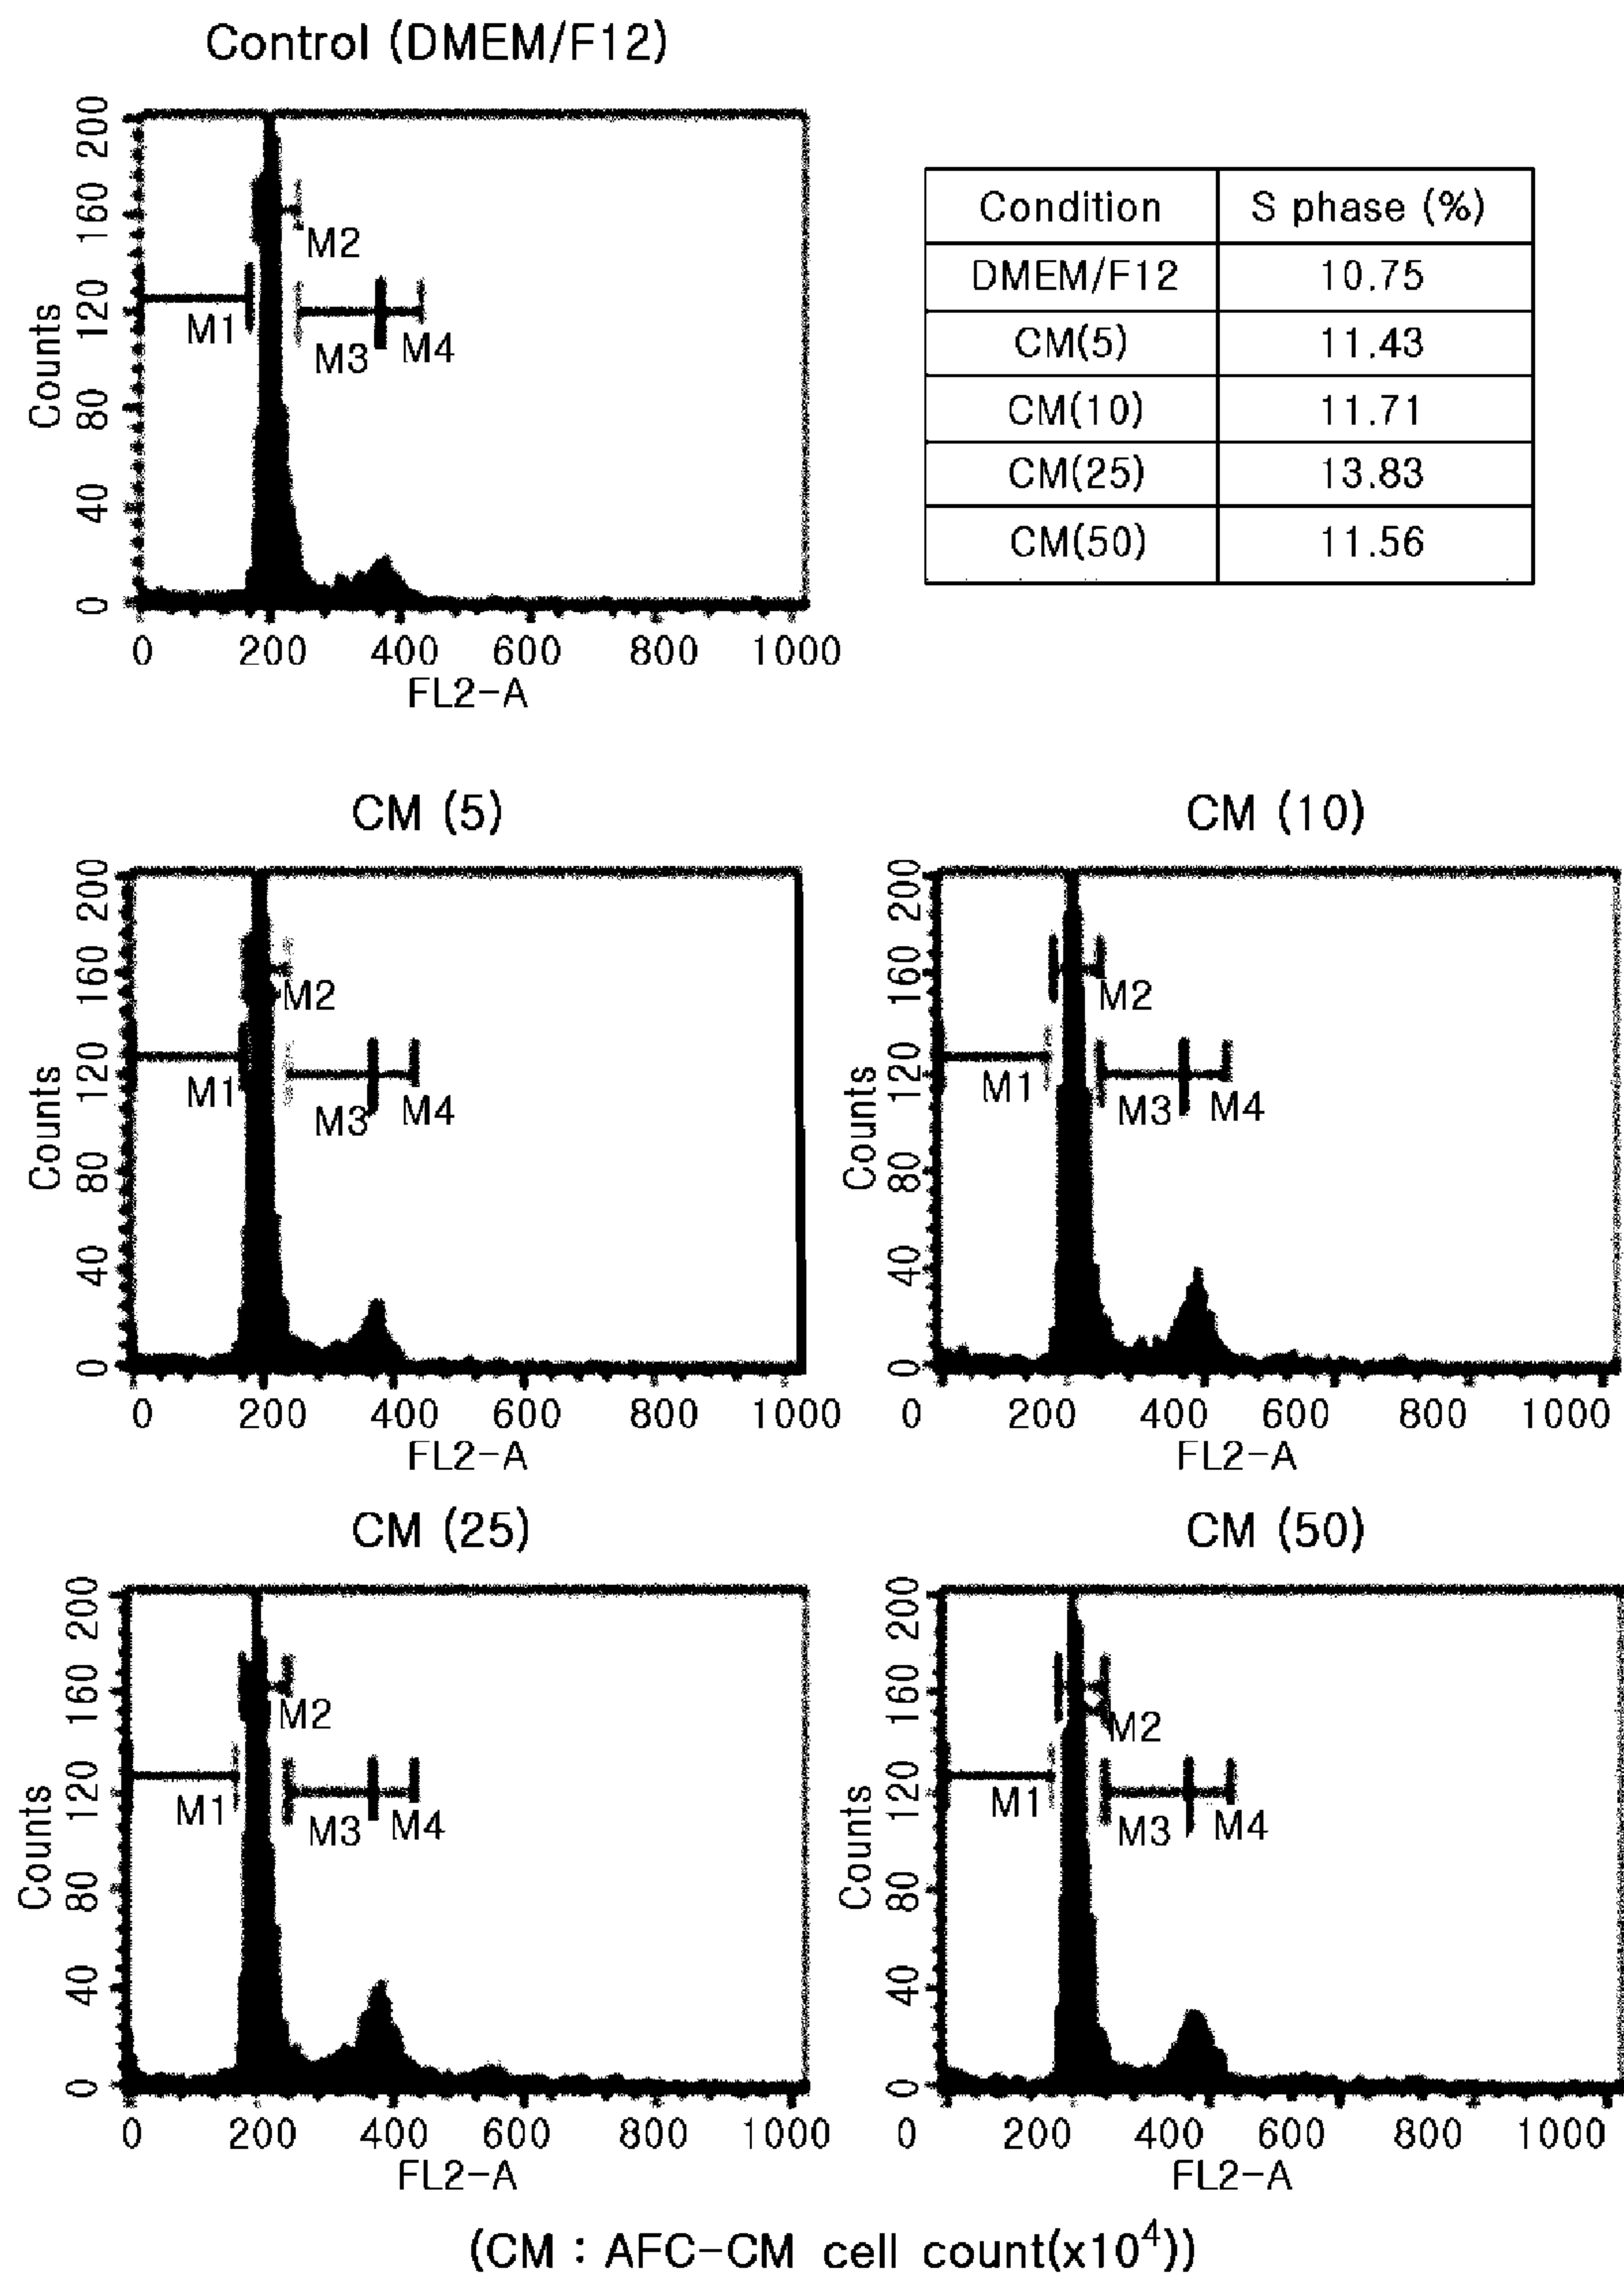 Control (DMEM/F12)
Counts
200
160
120
80
40
0
M1
M2
M3
M4
0 200 400 600 800 1000
FL2-A
Condition S phase (%)
DMEM/F12 10.75
CM(5) 11.43
CM(10) 11.71
CM(25) 13.83
CM(50) 11.56
CM (5)
Counts
200
160
120
80
40
0
M1
M2
M3
M4
0 200 400 600 800 1000
FL2-A
CM (10)
Counts
200
160
120
80
40
0
M1
M2
M3
M4
0 200 400 600 800 1000
FL2-A
CM (25)
Counts
200
160
120
80
40
0
M1
M2
M3
M4
0 200 400 600 800 1000
FL2-A
CM (50)
Counts
200
160
120
80
40
0
M1
M2
M3
M4
0 200 400 600 800 1000
FL2-A
(CM : AFC-CM cell count(x10⁴))